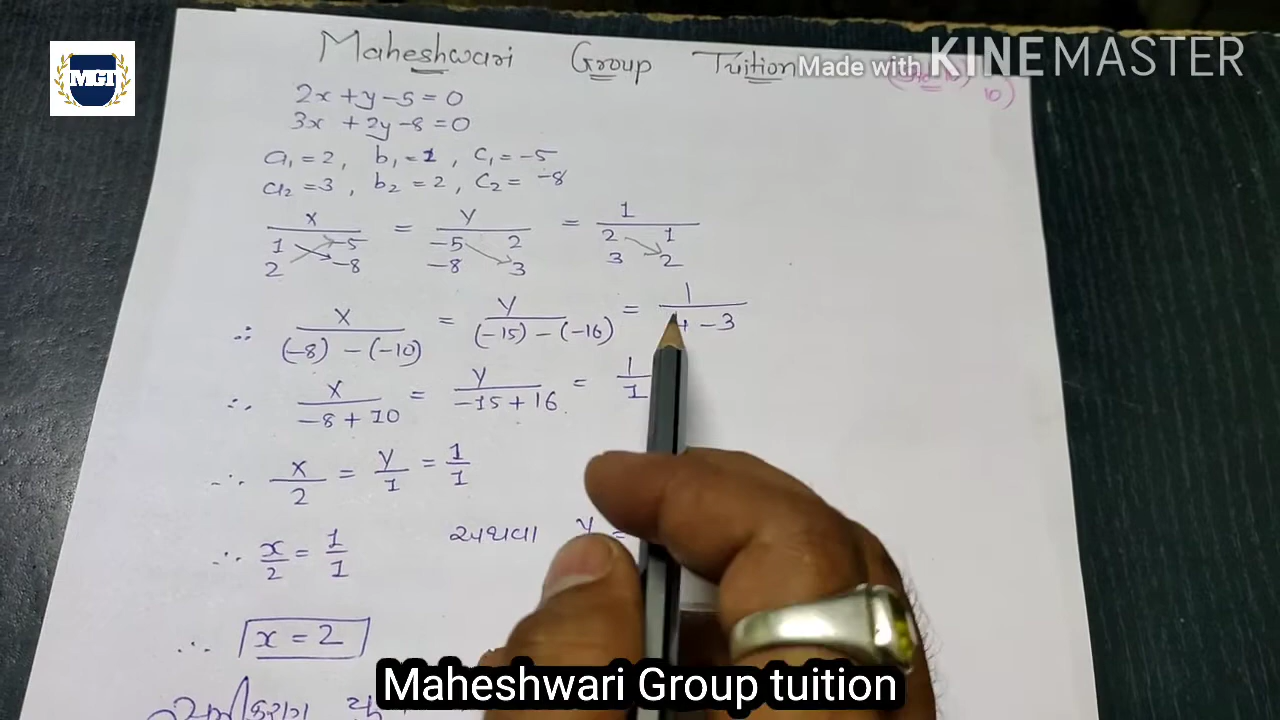 MGT
Maheshwari Group Tuition
Made with KINEMASTER
10)
2x + y - 5 = 0
3x + 2y - 8 = 0
a₁ = 2, b₁ = 1, c₁ = -5
a₂ = 3, b₂ = 2, c₂ = -8
x = y = 1
1 -5 -5 2 2 1
2 -8 -8 3 3 2
∴ x = y = 1
(-8) - (-10) (-15) - (-16) 4 - 3
∴ x = y = 1
-8 + 10 -15 + 16 1
∴ x/2 = y/1 = 1/1
∴ x/2 = 1/1 અથવા y =
∴ x = 2
Maheshwari Group tuition